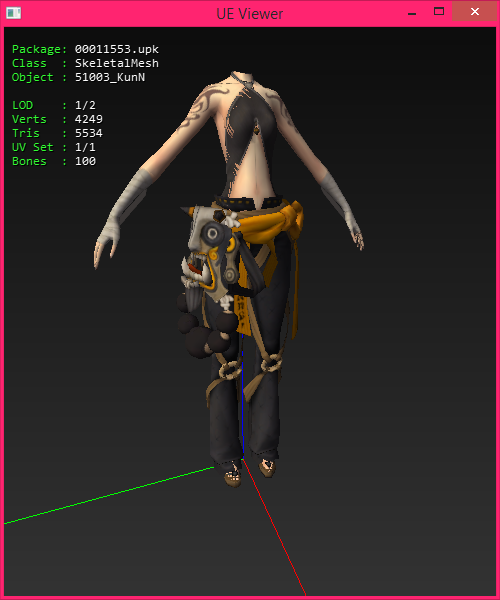 UE Viewer
Package: 00011553.upk
Class : SkeletalMesh
Object : 51003_KunN
LOD : 1/2
Verts : 4249
Tris : 5534
UV Set : 1/1
Bones : 100